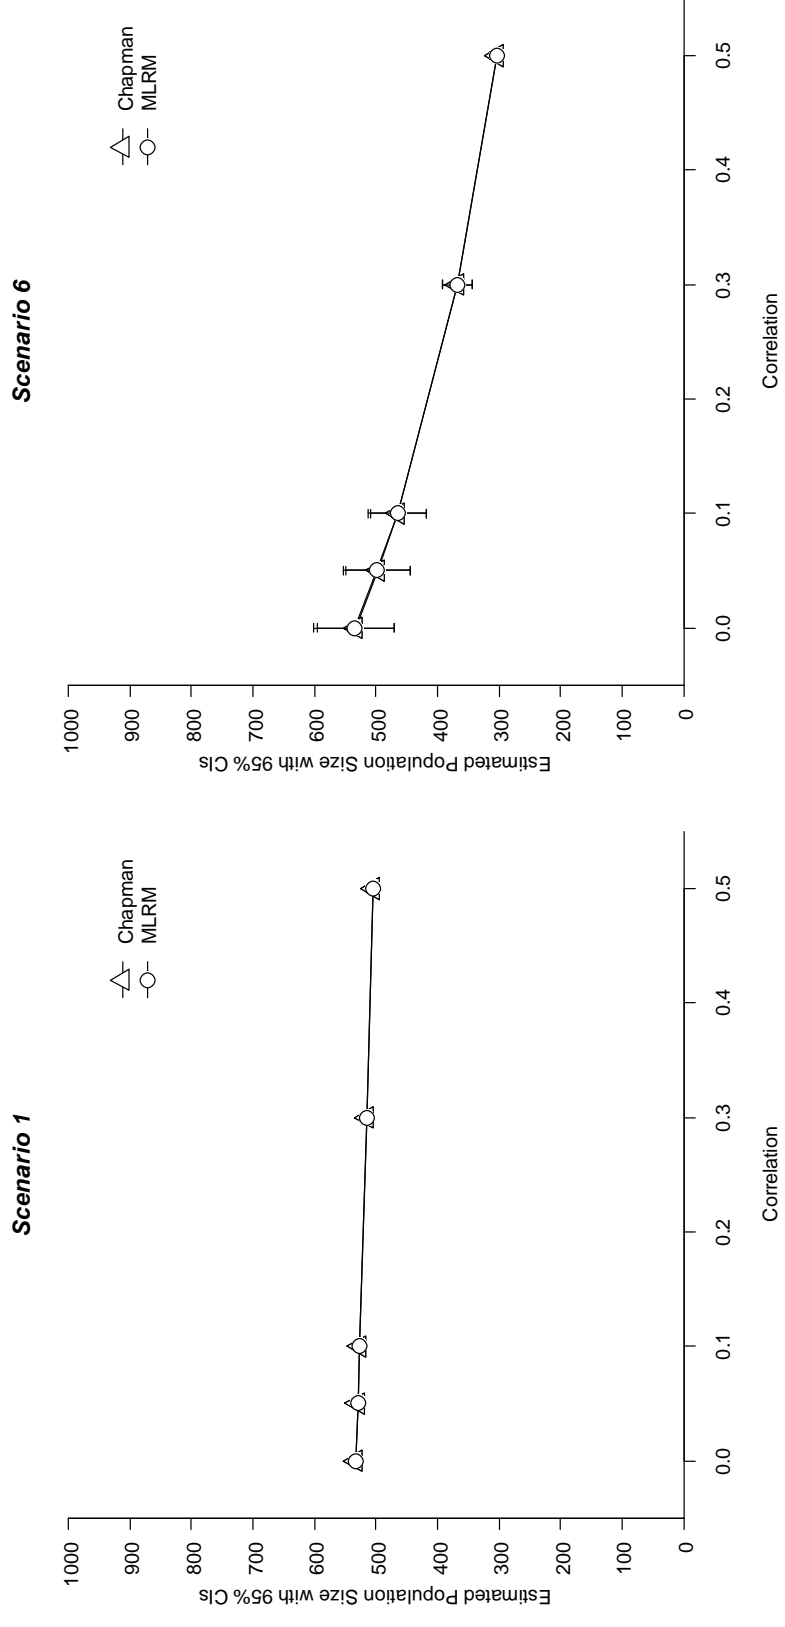 Scenario 1
Chapman
MLRM
1000
900
800
700
600
500
400
300
200
100
0
Estimated Population Size with 95% CIs
0.0 0.1 0.2 0.3 0.4 0.5
Correlation
Scenario 6
Chapman
MLRM
1000
900
800
700
600
500
400
300
200
100
0
Estimated Population Size with 95% CIs
0.0 0.1 0.2 0.3 0.4 0.5
Correlation